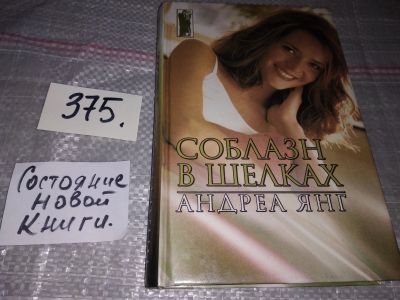 375.
Состояние
новой
книги.
СОБЛАЗН
В ШЕЛКАХ
АНДРЕА ЯНГ